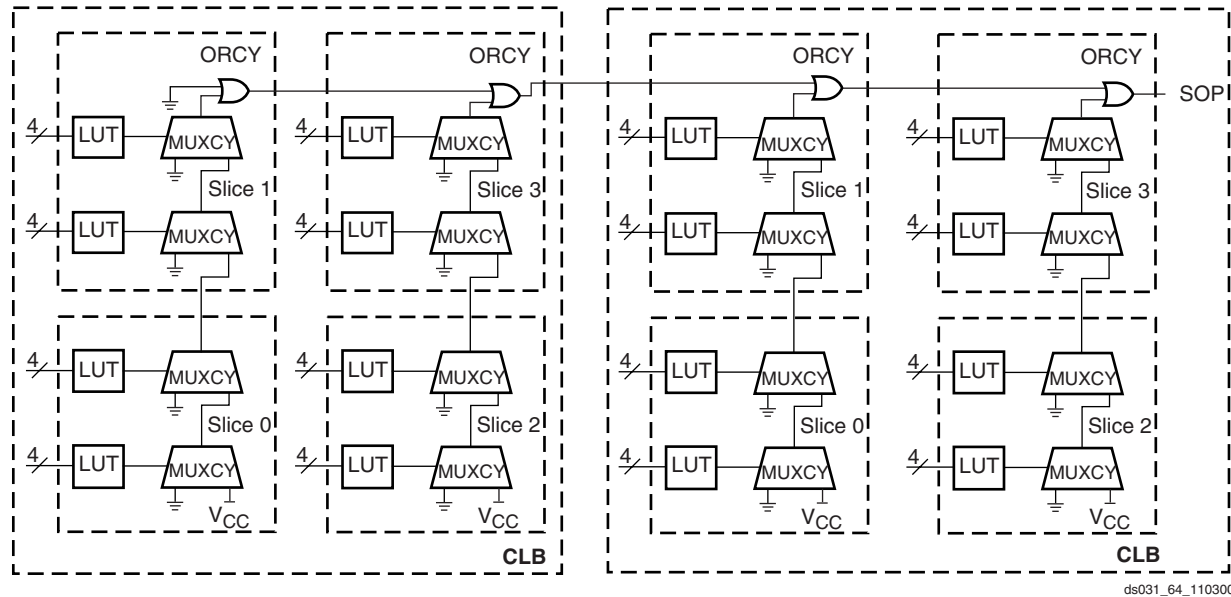 ORCY ORCY ORCY ORCY
SOP
4 LUT MUXCY 4 LUT MUXCY 4 LUT MUXCY 4 LUT MUXCY
Slice 1 Slice 3 Slice 1 Slice 3
4 LUT MUXCY 4 LUT MUXCY 4 LUT MUXCY 4 LUT MUXCY
4 LUT MUXCY 4 LUT MUXCY 4 LUT MUXCY 4 LUT MUXCY
Slice 0 Slice 2 Slice 0 Slice 2
4 LUT MUXCY 4 LUT MUXCY 4 LUT MUXCY 4 LUT MUXCY
VCC VCC VCC VCC
CLB CLB
ds031_64_110300